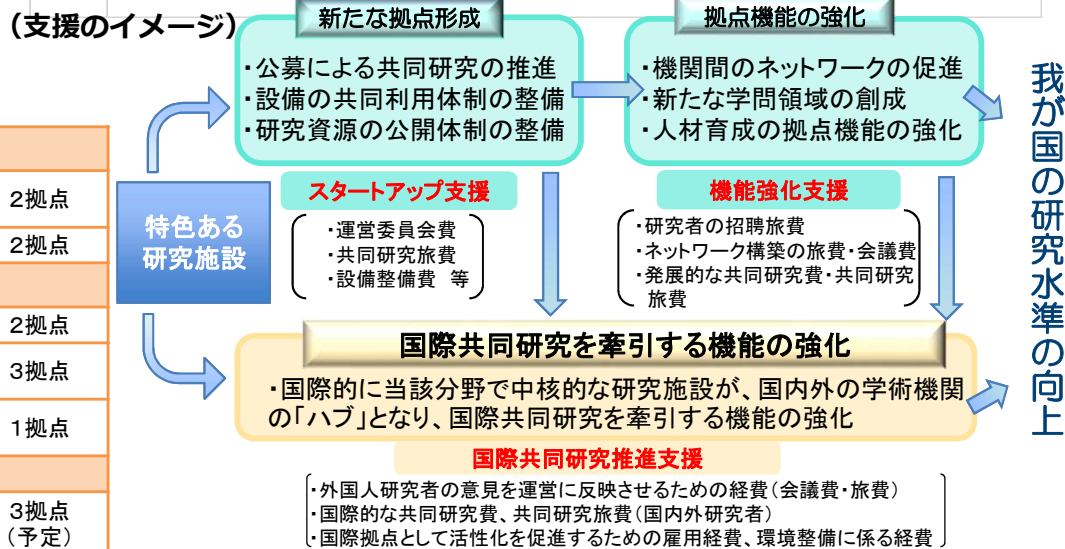 （支援のイメージ）
新たな拠点形成
・公募による共同研究の推進
・設備の共同利用体制の整備
・研究資源の公開体制の整備
拠点機能の強化
・機関間のネットワークの促進
・新たな学問領域の創成
・人材育成の拠点機能の強化
我が国の研究水準の向上
2拠点
2拠点
2拠点
3拠点
1拠点
3拠点
（予定）
特色ある
研究施設
スタートアップ支援
・運営委員会費
・共同研究旅費
・設備整備費 等
機能強化支援
・研究者の招聘旅費
・ネットワーク構築の旅費・会議費
・発展的な共同研究費・共同研究
旅費
国際共同研究を牽引する機能の強化
・国際的に当該分野で中核的な研究施設が、国内外の学術機関
の「ハブ」となり、国際共同研究を牽引する機能の強化
国際共同研究推進支援
・外国人研究者の意見を運営に反映させるための経費（会議費・旅費）
・国際的な共同研究費、共同研究旅費（国内外研究者）
・国際拠点として活性化を促進するための雇用経費、環境整備に係る経費